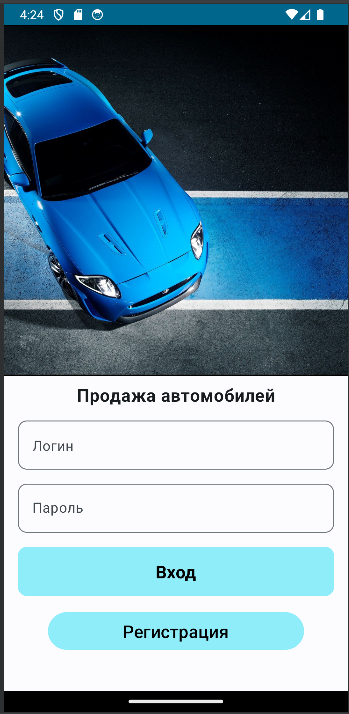 4:24
Продажа автомобилей
Логин
Пароль
Вход
Регистрация